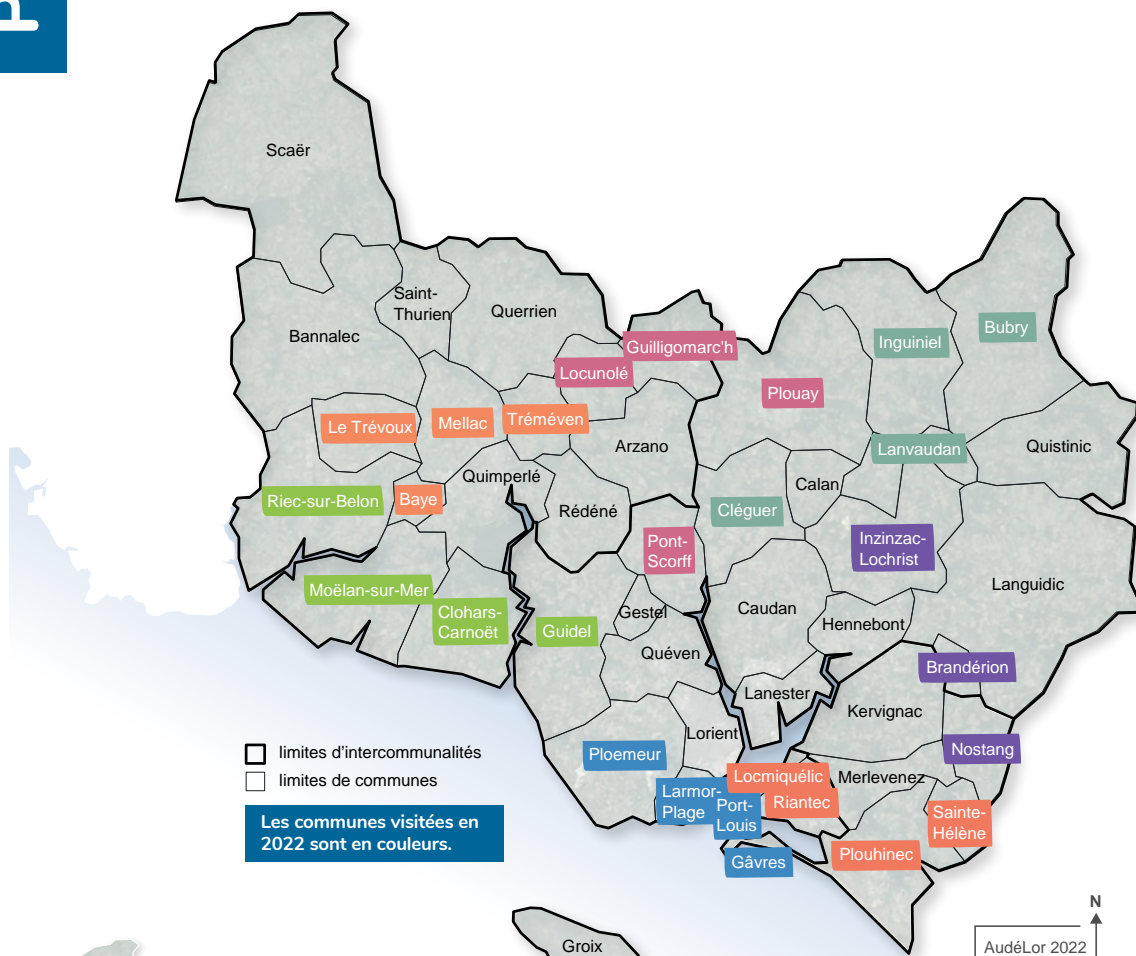 Scaër
Saint-
Thurien
Querrien
Bannalec
Guilligomarc'h
Locunolé
Inguiniel
Bubry
Plouay
Le Trévoux
Mellac
Tréméven
Arzano
Lanvaudan
Quistinic
Quimperlé
Calan
Riec-sur-Belon
Baye
Rédéné
Cléguer
Pont-
Scorff
Inzinzac-
Lochrist
Languidic
Moëlan-sur-Mer
Clohars-
Carnoët
Guidel
Gestel
Caudan
Hennebont
Quéven
Brandérion
Lanester
Kervignac
Lorient
Nostang
Ploemeur
Locmiquélic
Merlevenez
Larmor-
Plage
Port-
Louis
Riantec
Sainte-
Hélène
Gâvres
Plouhinec
limites d'intercommunalités
limites de communes
Les communes visitées en
2022 sont en couleurs.
Groix
N
AudéLor 2022